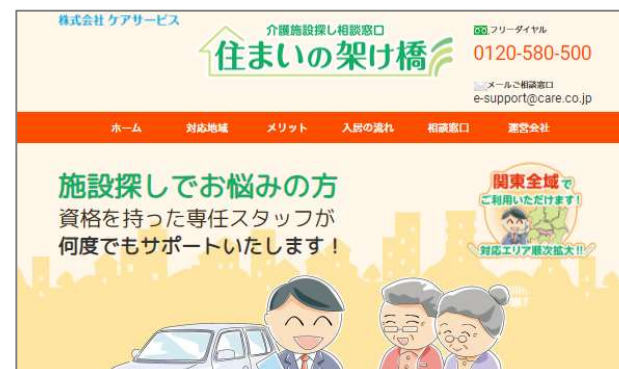 株式会社 ケアサービス
介護施設探し相談窓口
住まいの架け橋
フリーダイヤル
0120-580-500
メールご相談窓口
e-support@care.co.jp
ホーム 対応地域 メリット 入居の流れ 相談窓口 運営会社
施設探しでお悩みの方
資格を持った専任スタッフが
何度でもサポートいたします！
関東全域で
ご利用いただけます！
対応エリア順次拡大!!